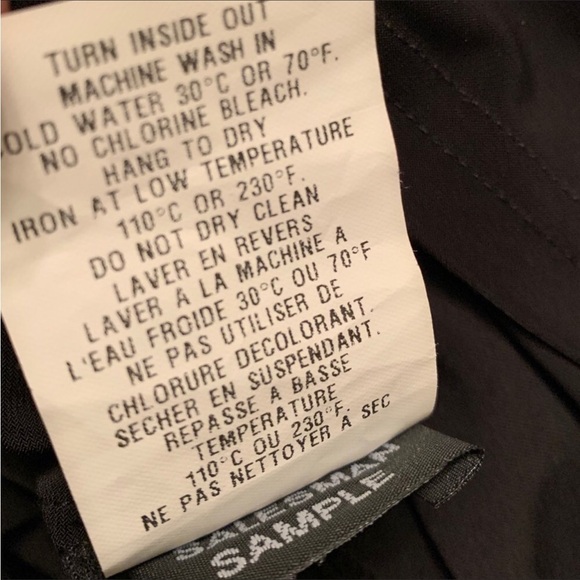 TURN INSIDE OUT
MACHINE WASH IN
COLD WATER 30°C OR 70°F.
NO CHLORINE BLEACH.
HANG TO DRY
IRON AT LOW TEMPERATURE
110°C OR 230°F.
DO NOT DRY CLEAN
LAVER EN REVERS
LAVER A LA MACHINE A
L'EAU FROIDE 30°C OU 70°F
NE PAS UTILISER DE
CHLORURE DECOLORANT.
SECHER EN SUSPENDANT.
REPASSE A BASSE
TEMPERATURE
110°C OU 230°F.
NE PAS NETTOYER A SEC
SALESMAN
SAMPLE